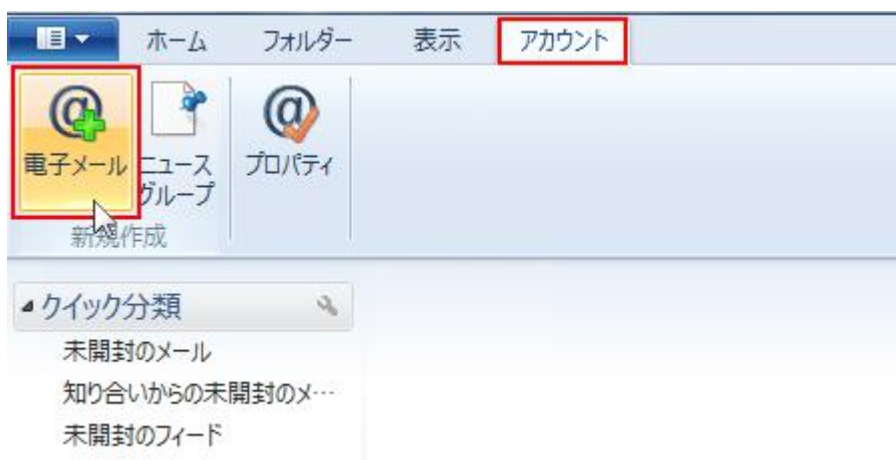 ホーム フォルダー 表示 アカウント
電子メール ニュース プロパティ
グループ
新規作成
クイック分類
未開封のメール
知り合いからの未開封のメ…
未開封のフィード